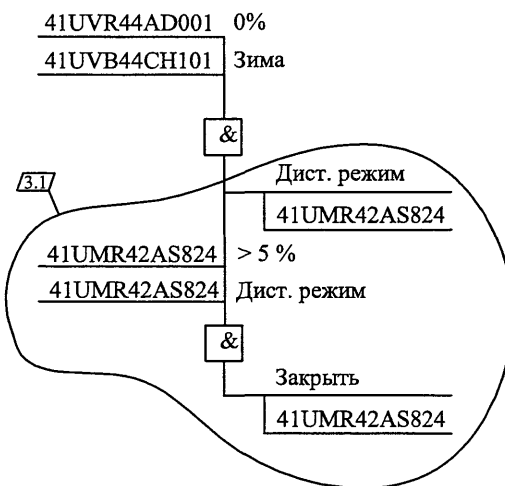 41UVR44AD001 0%
41UVB44CH101 Зима
&
3.1
Дист. режим
41UMR42AS824
41UMR42AS824 > 5 %
41UMR42AS824 Дист. режим
&
Закрыть
41UMR42AS824